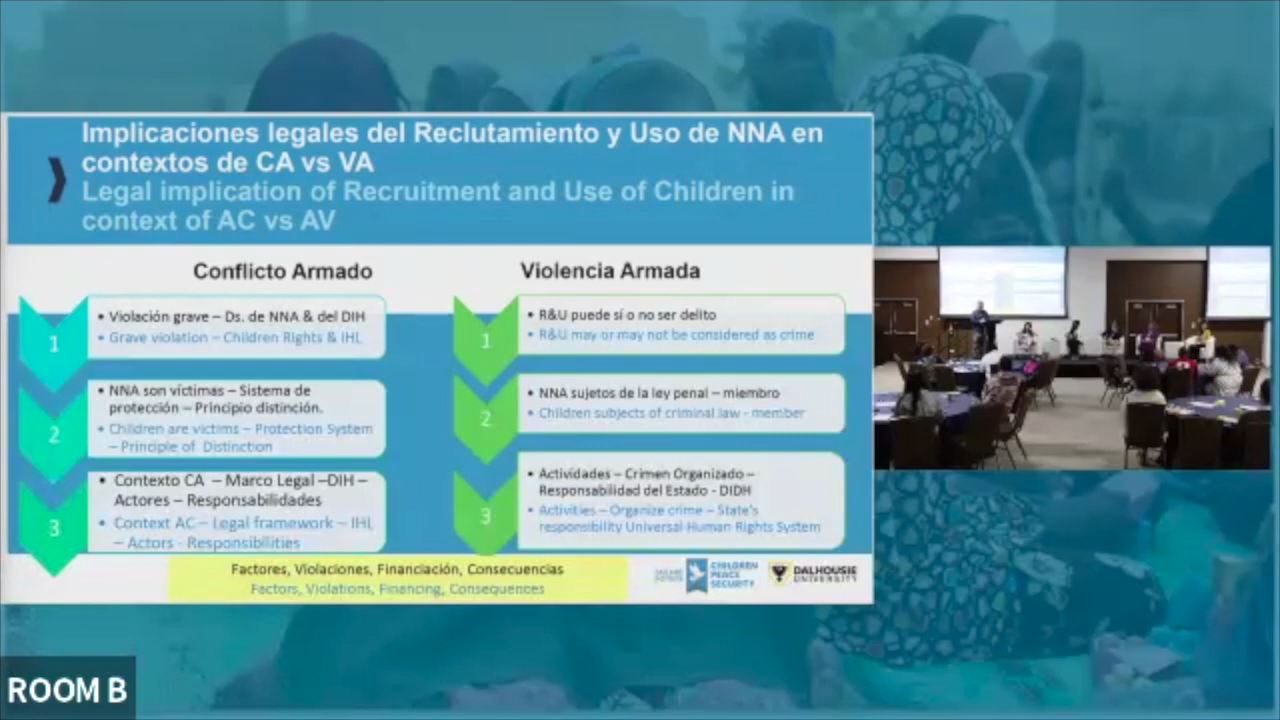 Implicaciones legales del Reclutamiento y Uso de NNA en
contextos de CA vs VA
Legal implication of Recruitment and Use of Children in
context of AC vs AV
Conflicto Armado
1
• Violación grave – Ds. de NNA & del DIH
• Grave violation – Children Rights & IHL
2
• NNA son víctimas – Sistema de
protección – Principio distinción.
• Children are victims – Protection System
– Principle of Distinction
3
• Contexto CA – Marco Legal –DIH –
Actores – Responsabilidades
• Context AC – Legal framework – IHL
– Actors - Responsibilities
Violencia Armada
1
• R&U puede sí o no ser delito
• R&U may or may not be considered as crime
2
• NNA sujetos de la ley penal – miembro
• Children subjects of criminal law - member
3
• Actividades – Crimen Organizado –
Responsabilidad del Estado - DIDH
• Activities – Organize crime – State's
responsibility Universal Human Rights System
Factores, Violaciones, Financiación, Consecuencias
Factors, Violations, Financing, Consequences
CHILDREN
PEACE
SECURITY
DALHOUSIE
UNIVERSITY
ROOM B